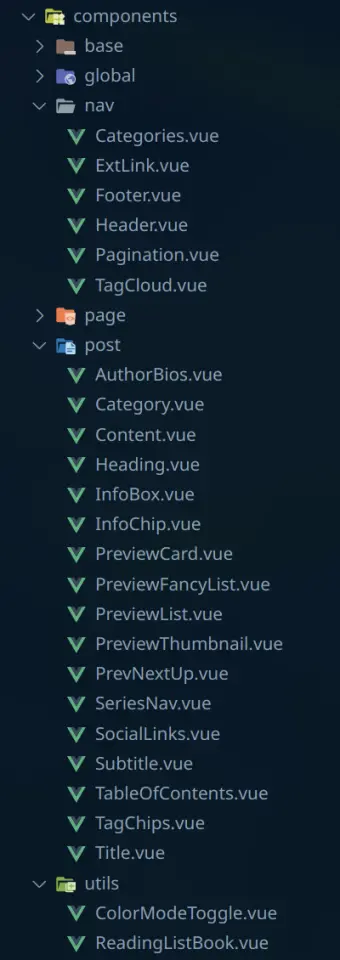 components
base
global
nav
Categories.vue
ExtLink.vue
Footer.vue
Header.vue
Pagination.vue
TagCloud.vue
page
post
AuthorBios.vue
Category.vue
Content.vue
Heading.vue
InfoBox.vue
InfoChip.vue
PreviewCard.vue
PreviewFancyList.vue
PreviewList.vue
PreviewThumbnail.vue
PrevNextUp.vue
SeriesNav.vue
SocialLinks.vue
Subtitle.vue
TableOfContents.vue
TagChips.vue
Title.vue
utils
ColorModeToggle.vue
ReadingListBook.vue